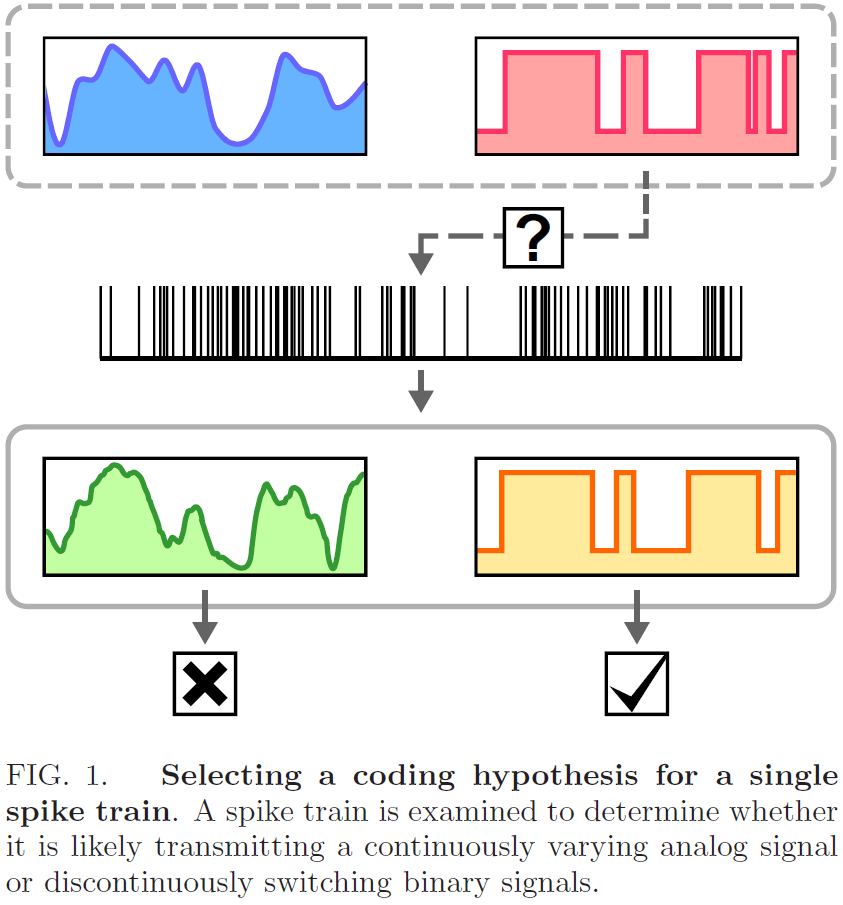 ?
FIG. 1. Selecting a coding hypothesis for a single
spike train. A spike train is examined to determine whether
it is likely transmitting a continuously varying analog signal
or discontinuously switching binary signals.